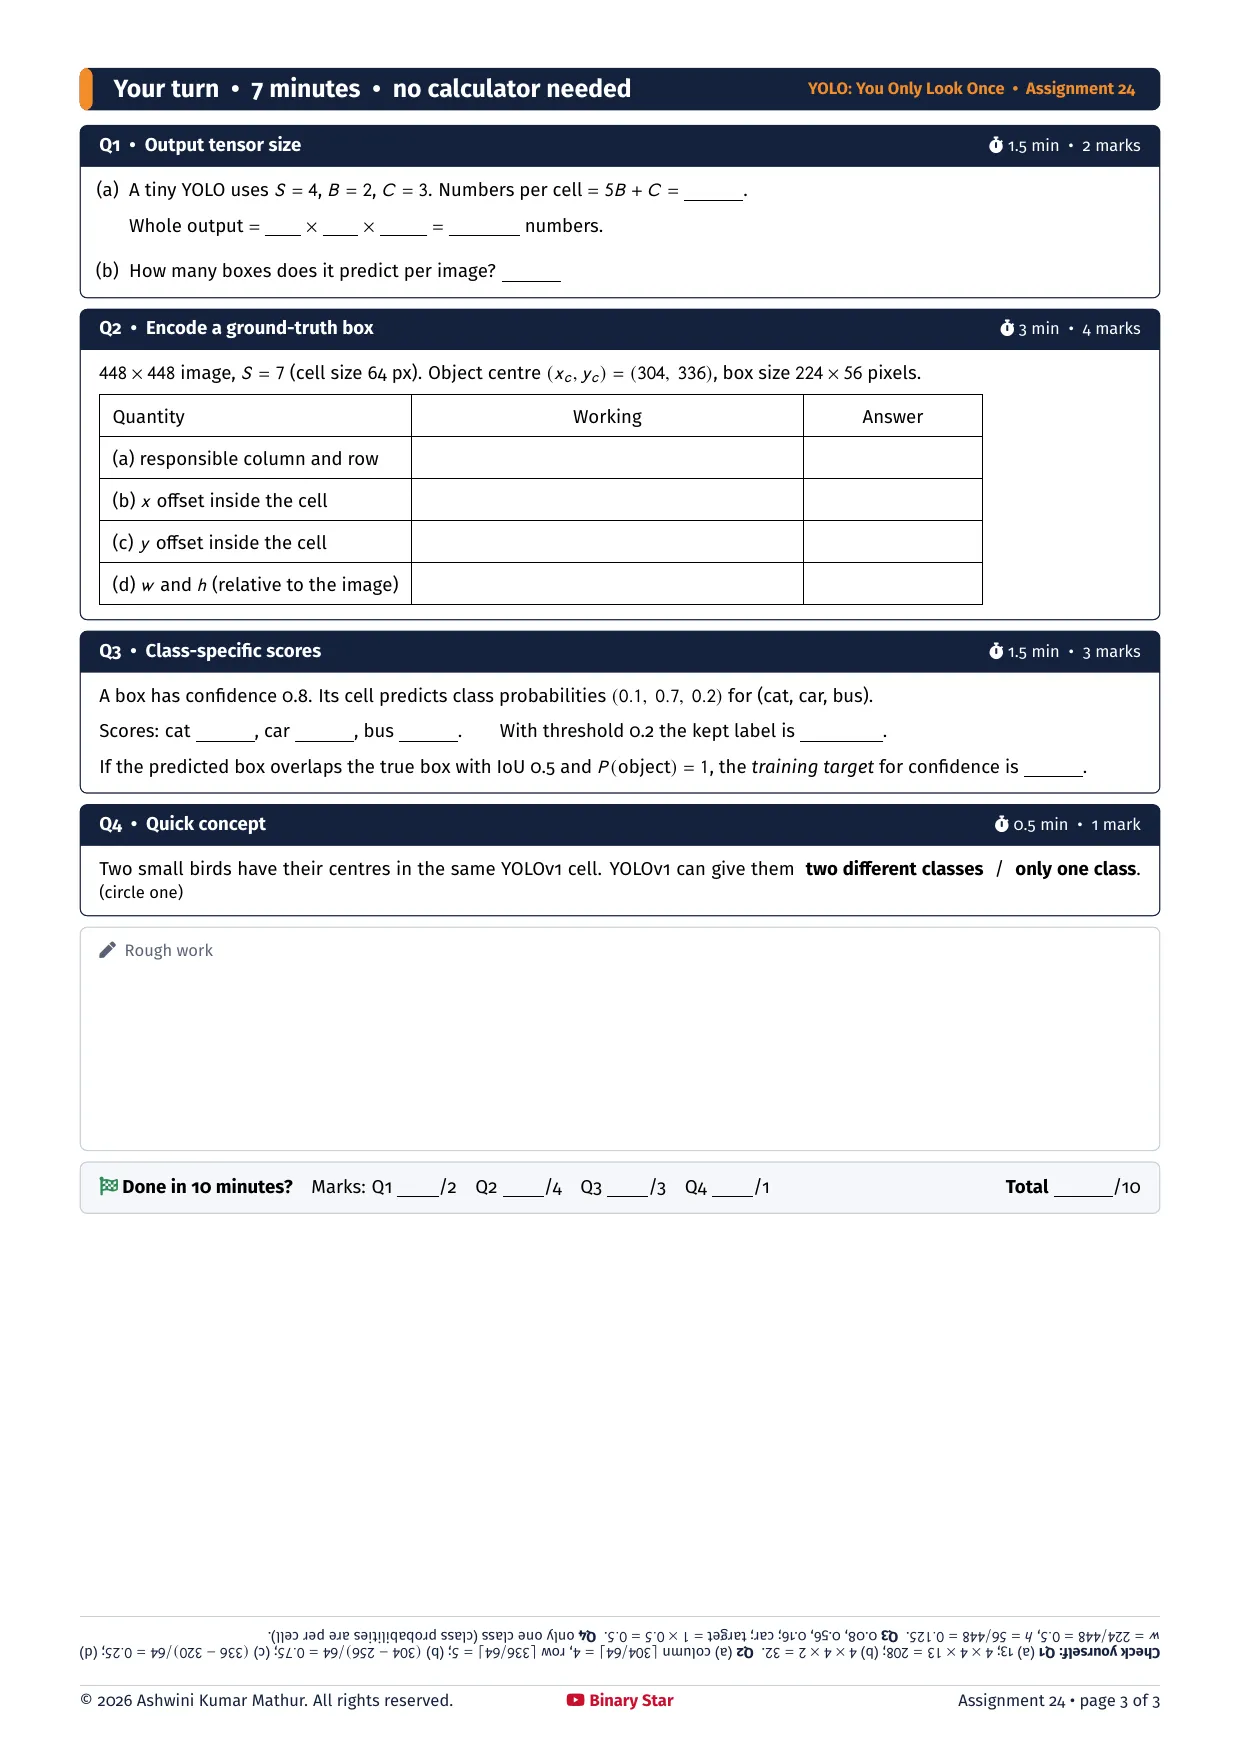 Your turn • 7 minutes • no calculator needed
YOLO: You Only Look Once • Assignment 24
Q1 • Output tensor size
1.5 min • 2 marks
(a) A tiny YOLO uses S = 4, B = 2, C = 3. Numbers per cell = 5B + C = ______.
Whole output = ____ × ____ × _____ = _______ numbers.
(b) How many boxes does it predict per image? ______
Q2 • Encode a ground-truth box
3 min • 4 marks
448 × 448 image, S = 7 (cell size 64 px). Object centre (x_c, y_c) = (304, 336), box size 224 × 56 pixels.
Quantity Working Answer
(a) responsible column and row
(b) x offset inside the cell
(c) y offset inside the cell
(d) w and h (relative to the image)
Q3 • Class-specific scores
1.5 min • 3 marks
A box has confidence 0.8. Its cell predicts class probabilities (0.1, 0.7, 0.2) for (cat, car, bus).
Scores: cat ______, car ______, bus ______. With threshold 0.2 the kept label is ________.
If the predicted box overlaps the true box with IoU 0.5 and P(object) = 1, the training target for confidence is ______.
Q4 • Quick concept
0.5 min • 1 mark
Two small birds have their centres in the same YOLOv1 cell. YOLOv1 can give them two different classes / only one class.
(circle one)
Rough work
Done in 10 minutes? Marks: Q1 ____/2 Q2 ____/4 Q3 ____/3 Q4 ____/1
Total ______/10
Check yourself: Q1 (a) 13; 4 × 4 × 13 = 208; (b) 4 × 4 × 2 = 32. Q2 (a) column ⌊304/64⌋ = 4, row ⌊336/64⌋ = 5; (b) (304 − 256)/64 = 0.75; (c) (336 − 320)/64 = 0.25; (d)
w = 224/448 = 0.5, h = 56/448 = 0.125. Q3 0.08, 0.56, 0.16; car; target = 1 × 0.5 = 0.5. Q4 only one class (class probabilities are per cell).
© 2026 Ashwini Kumar Mathur. All rights reserved.
Binary Star
Assignment 24 • page 3 of 3